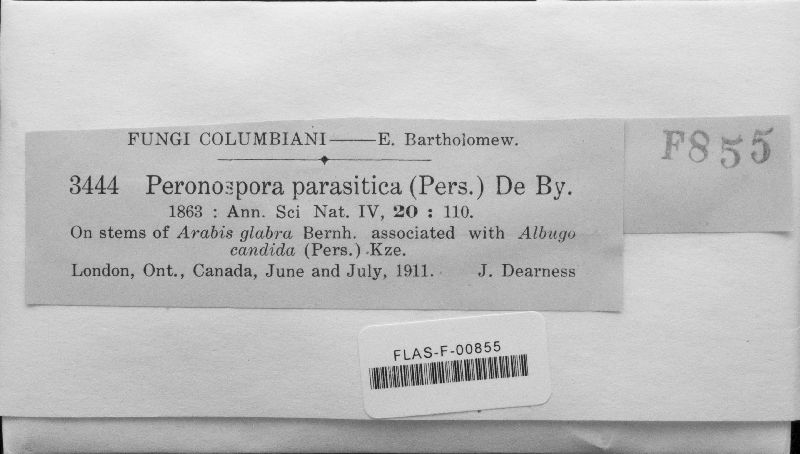 FUNGI COLUMBIANI——E. Bartholomew.
F855
3444 Peronospora parasitica (Pers.) De By.
1863 : Ann. Sci Nat. IV, 20 : 110.
On stems of Arabis glabra Bernh. associated with Albugo
candida (Pers.) Kze.
London, Ont., Canada, June and July, 1911. J. Dearness
FLAS-F-00855